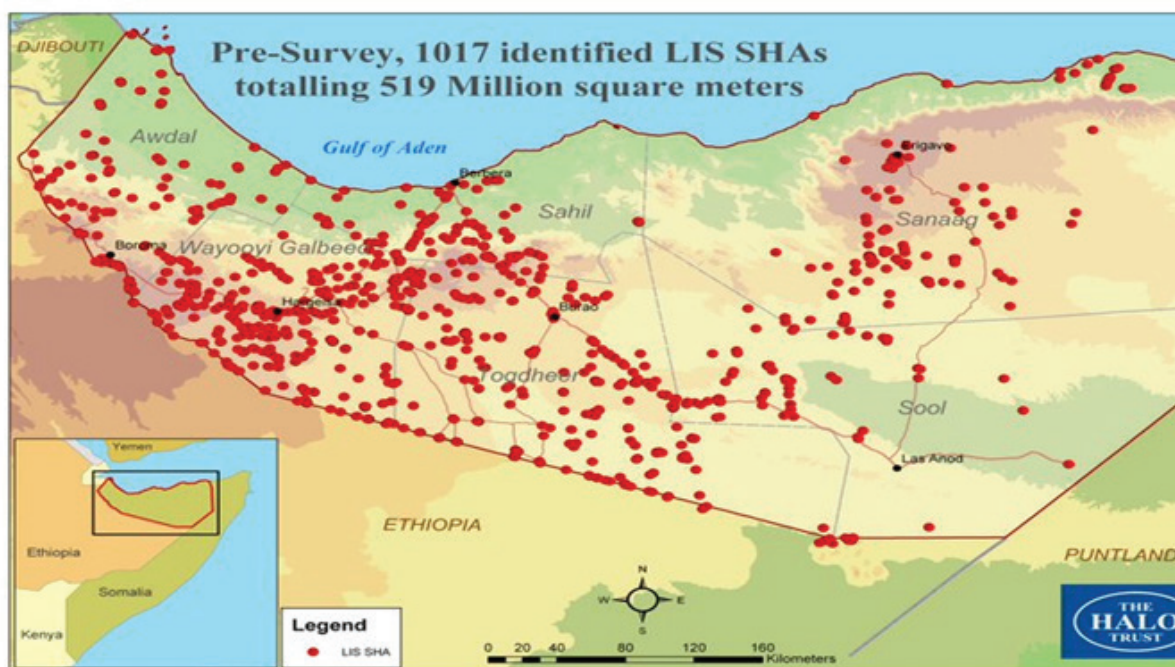 Pre-Survey, 1017 identified LIS SHAs
totalling 519 Million square meters
DJIBOUTI
Awdal
Gulf of Aden
Berbera
Erigavo
Sahil
Sanaag
Wayooyi Galbeed
Boroma
Hargeisa
Burao
Togdheer
Sool
Las Anod
ETHIOPIA
PUNTLAND
Yemen
Ethiopia
Somalia
Kenya
Legend
LIS SHA
N
W
E
S
0 20 40 80 120 160
Kilometers
THE
HALO
TRUST